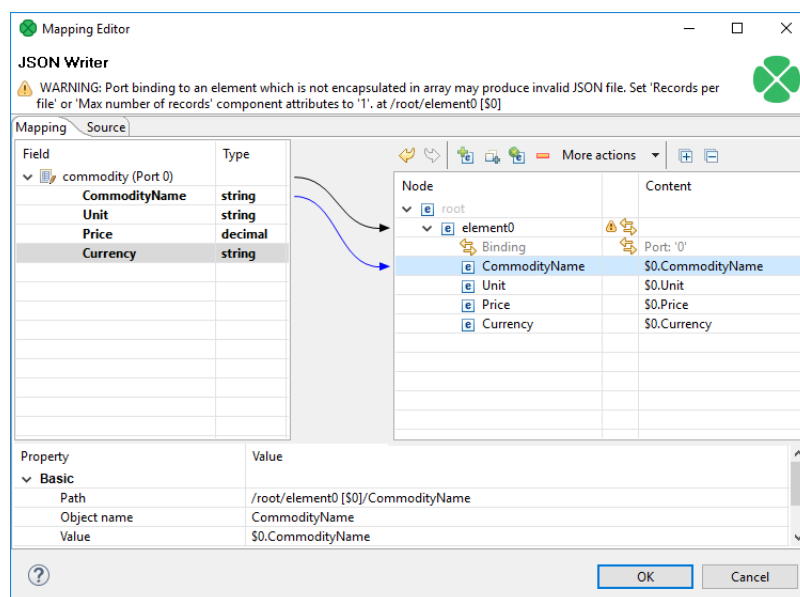 Mapping Editor
JSON Writer
WARNING: Port binding to an element which is not encapsulated in array may produce invalid JSON file. Set 'Records per
file' or 'Max number of records' component attributes to '1'. at /root/element0 [$0]
Mapping Source
Field Type
commodity (Port 0)
CommodityName string
Unit string
Price decimal
Currency string
More actions
Node Content
root
element0
Binding Port: '0'
CommodityName $0.CommodityName
Unit $0.Unit
Price $0.Price
Currency $0.Currency
Property Value
Basic
Path /root/element0 [$0]/CommodityName
Object name CommodityName
Value $0.CommodityName
OK Cancel